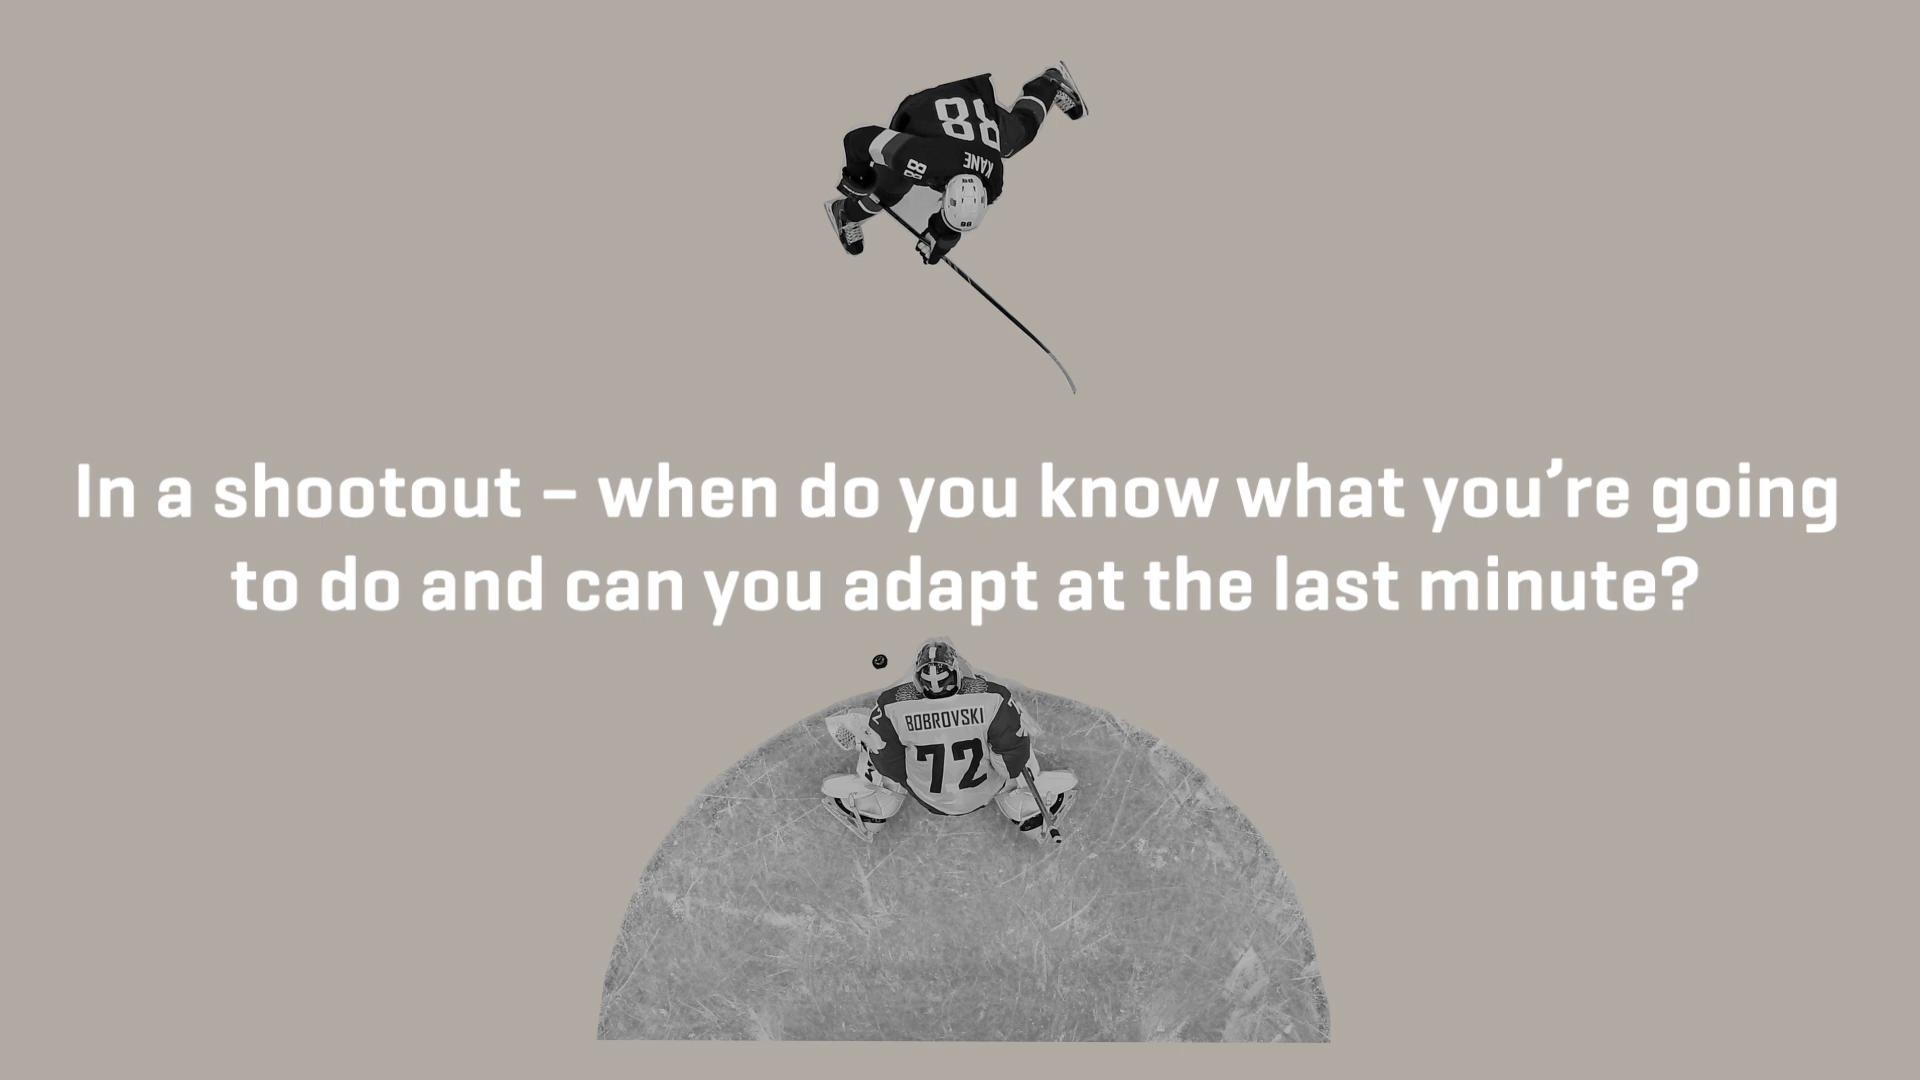 88
KANE
88
88
In a shootout – when do you know what you’re going
to do and can you adapt at the last minute?
BOBROVSKI
72